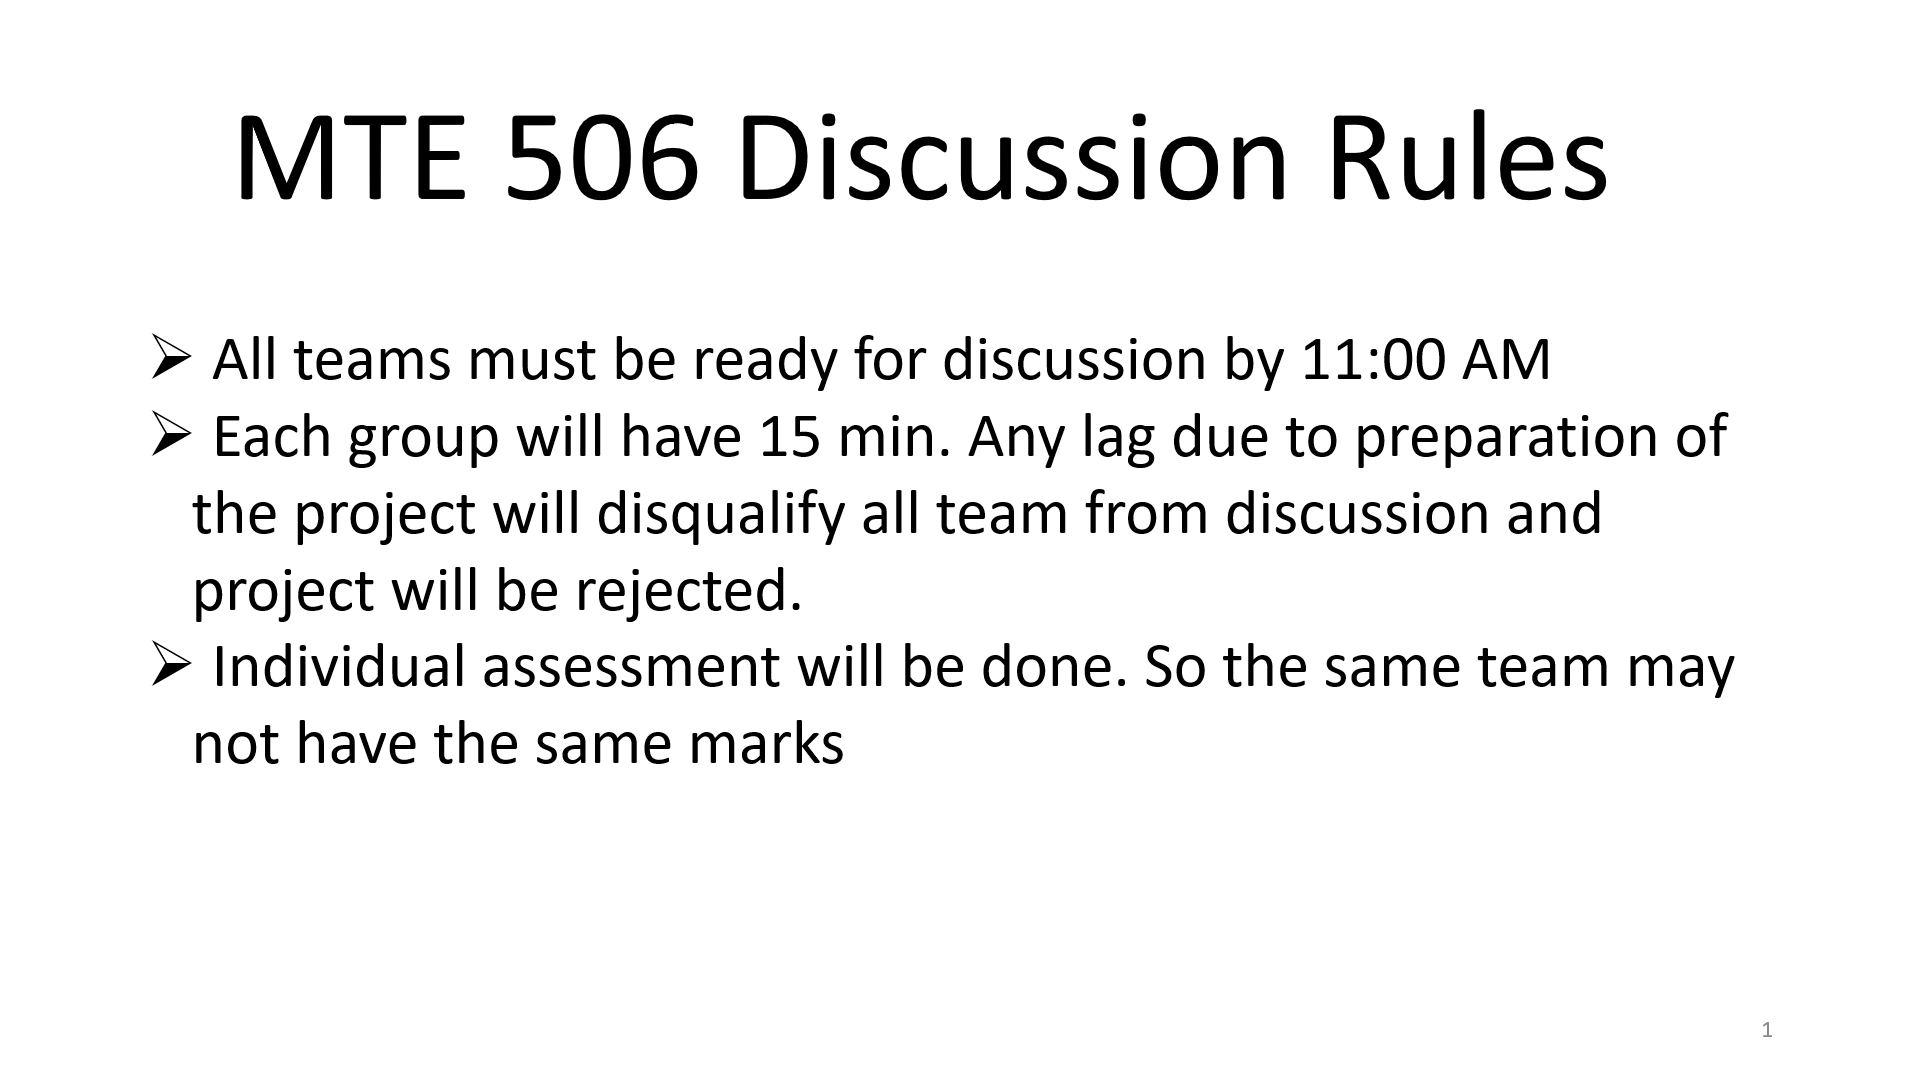 MTE 506 Discussion Rules
➢ All teams must be ready for discussion by 11:00 AM
➢ Each group will have 15 min. Any lag due to preparation of
the project will disqualify all team from discussion and
project will be rejected.
➢ Individual assessment will be done. So the same team may
not have the same marks
1